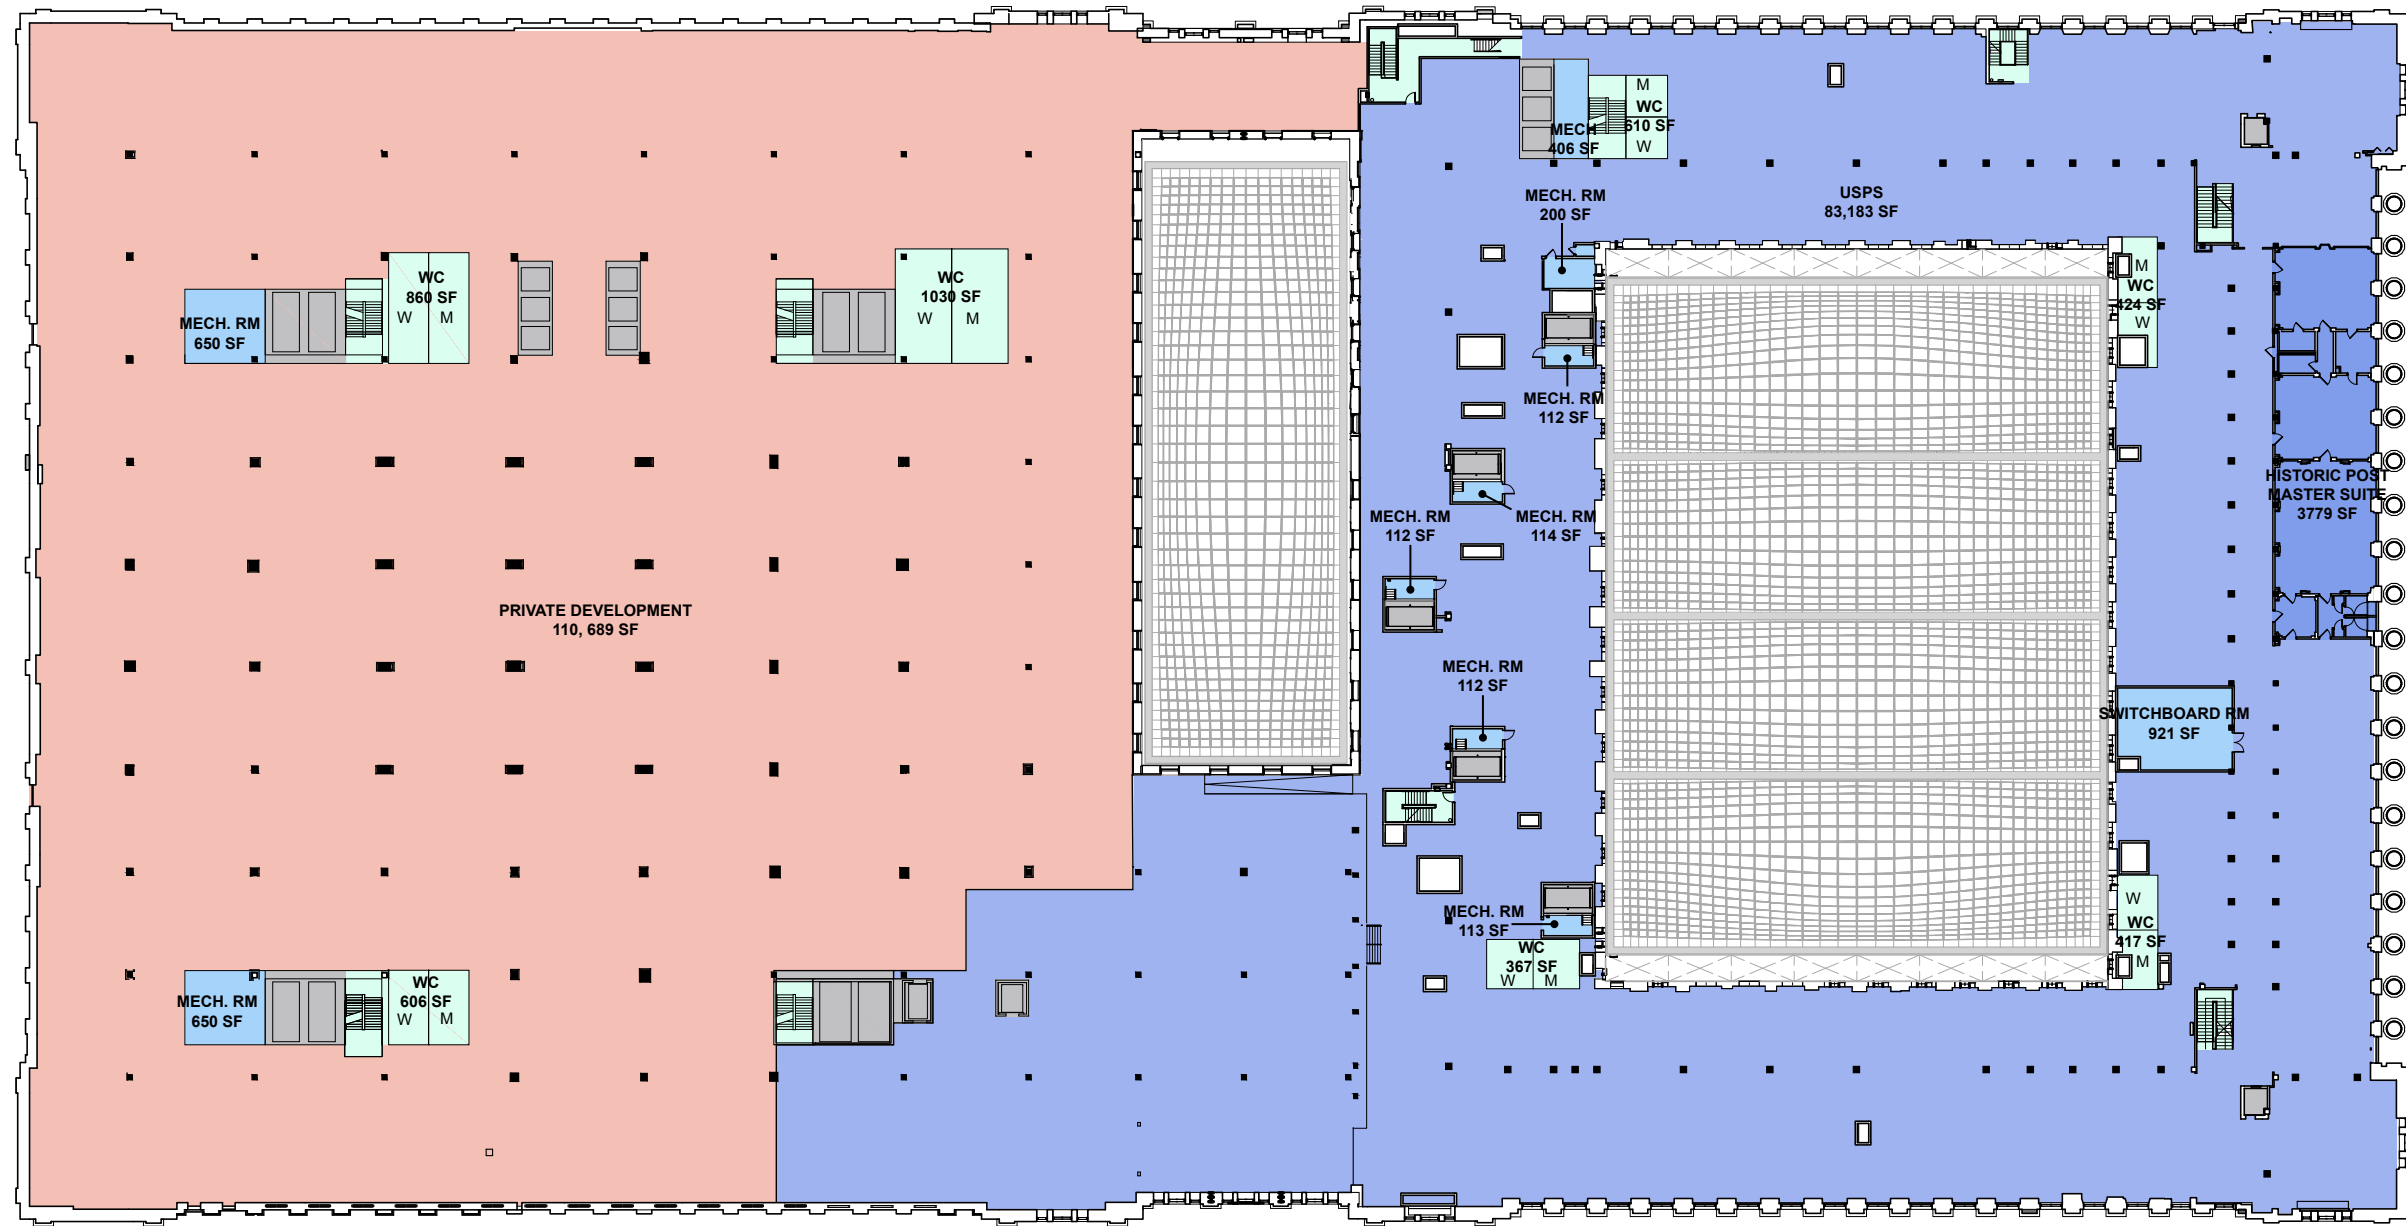 M
WC
610 SF
W
MECH
406 SF
USPS
83,183 SF
MECH. RM
200 SF
WC
860 SF
W M
WC
1030 SF
W M
MECH. RM
650 SF
M
WC
424 SF
W
MECH. RM
112 SF
HISTORIC POST
MASTER SUITE
3779 SF
MECH. RM
114 SF
MECH. RM
112 SF
PRIVATE DEVELOPMENT
110, 689 SF
MECH. RM
112 SF
SWITCHBOARD RM
921 SF
W
WC
417 SF
M
MECH. RM
113 SF
WC
367 SF
W M
WC
606 SF
W M
MECH. RM
650 SF